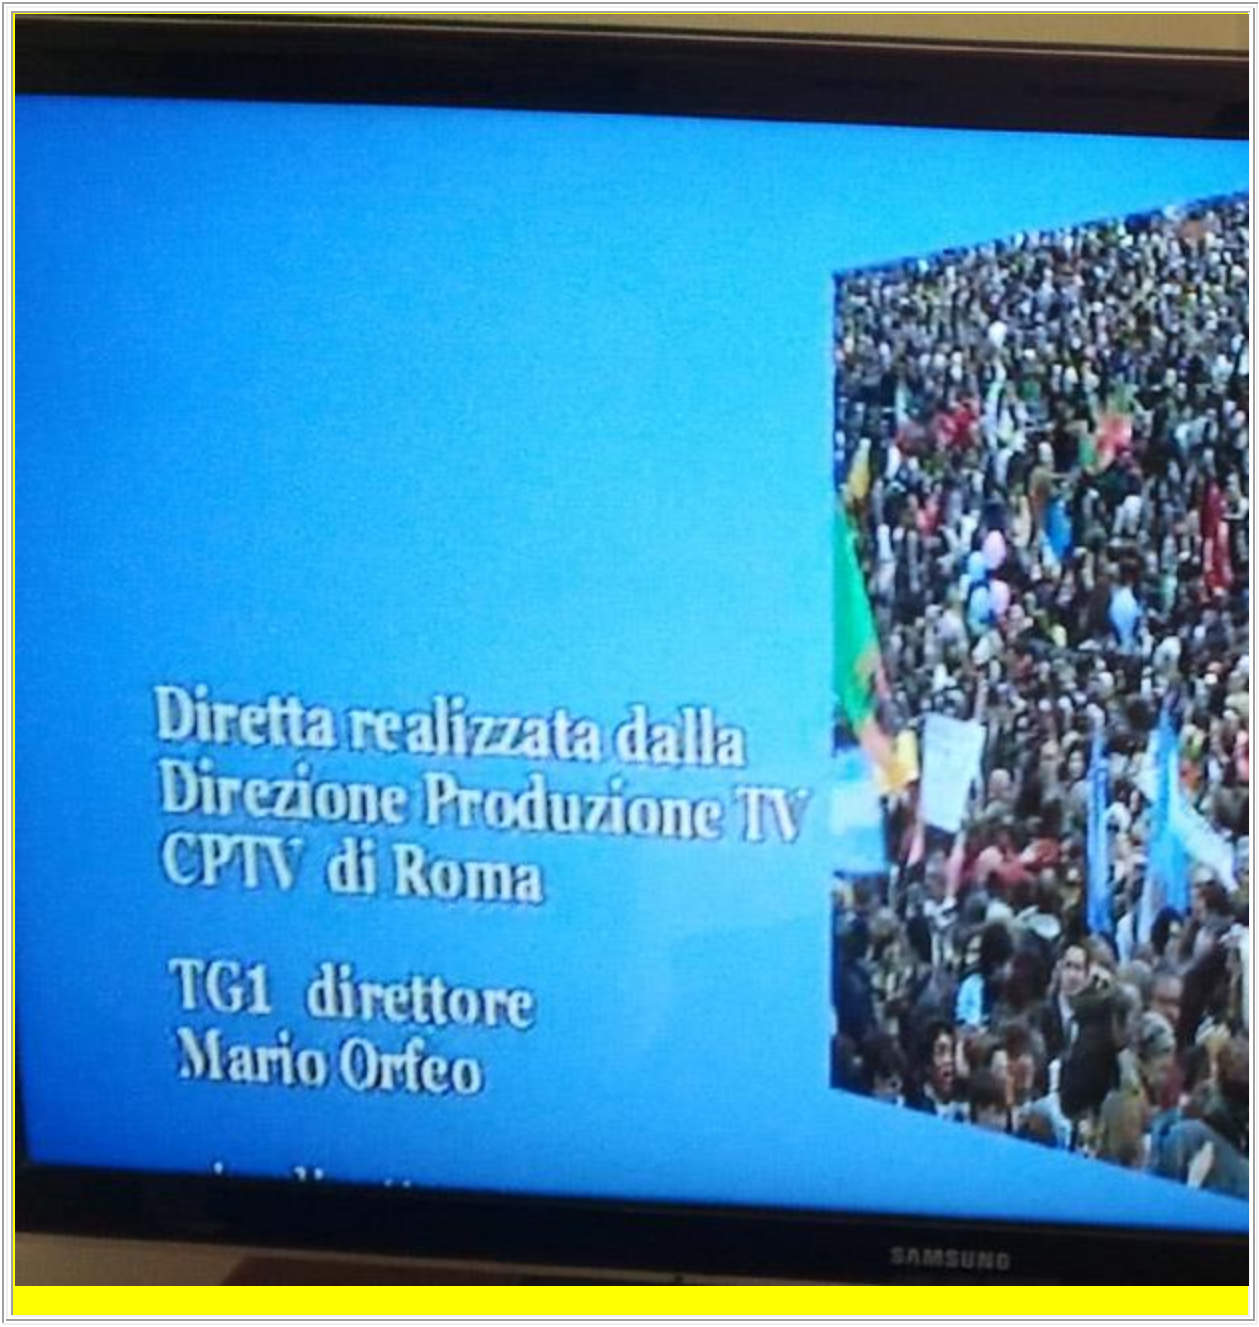 Diretta realizzata dalla
Direzione Produzione TV
CPTV di Roma
TG1 direttore
Mario Orfeo
SAMSUNG